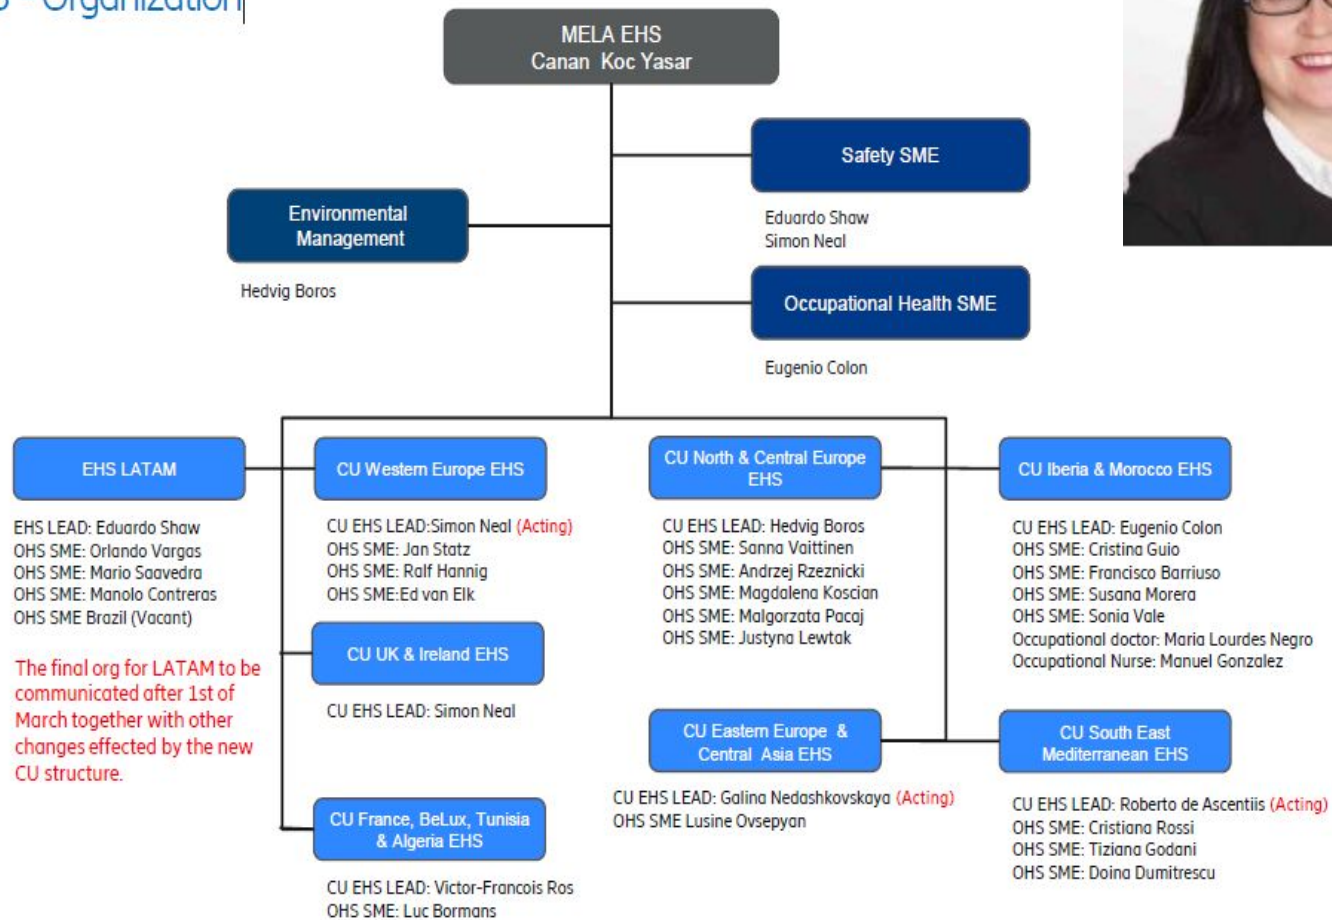 Organization
MELA EHS
Canan Koc Yasar
Safety SME
Eduardo Shaw
Simon Neal
Environmental
Management
Hedvig Boros
Occupational Health SME
Eugenio Colon
EHS LATAM
EHS LEAD: Eduardo Shaw
OHS SME: Orlando Vargas
OHS SME: Mario Saavedra
OHS SME: Manolo Contreras
OHS SME Brazil (Vacant)
The final org for LATAM to be
communicated after 1st of
March together with other
changes effected by the new
CU structure.
CU Western Europe EHS
CU EHS LEAD:Simon Neal (Acting)
OHS SME: Jan Statz
OHS SME: Ralf Hannig
OHS SME:Ed van Elk
CU UK & Ireland EHS
CU EHS LEAD: Simon Neal
CU France, BeLux, Tunisia
& Algeria EHS
CU EHS LEAD: Victor-Francois Ros
OHS SME: Luc Bormans
CU North & Central Europe
EHS
CU EHS LEAD: Hedvig Boros
OHS SME: Sanna Vaittinen
OHS SME: Andrzej Rzeznicki
OHS SME: Magdalena Koscian
OHS SME: Malgorzata Pacaj
OHS SME: Justyna Lewtak
CU Eastern Europe &
Central Asia EHS
CU EHS LEAD: Galina Nedashkovskaya (Acting)
OHS SME Lusine Ovsepyan
CU Iberia & Morocco EHS
CU EHS LEAD: Eugenio Colon
OHS SME: Cristina Guio
OHS SME: Francisco Barriuso
OHS SME: Susana Morera
OHS SME: Sonia Vale
Occupational doctor: Maria Lourdes Negro
Occupational Nurse: Manuel Gonzalez
CU South East
Mediterranean EHS
CU EHS LEAD: Roberto de Ascentiis (Acting)
OHS SME: Cristiana Rossi
OHS SME: Tiziana Godani
OHS SME: Doina Dumitrescu